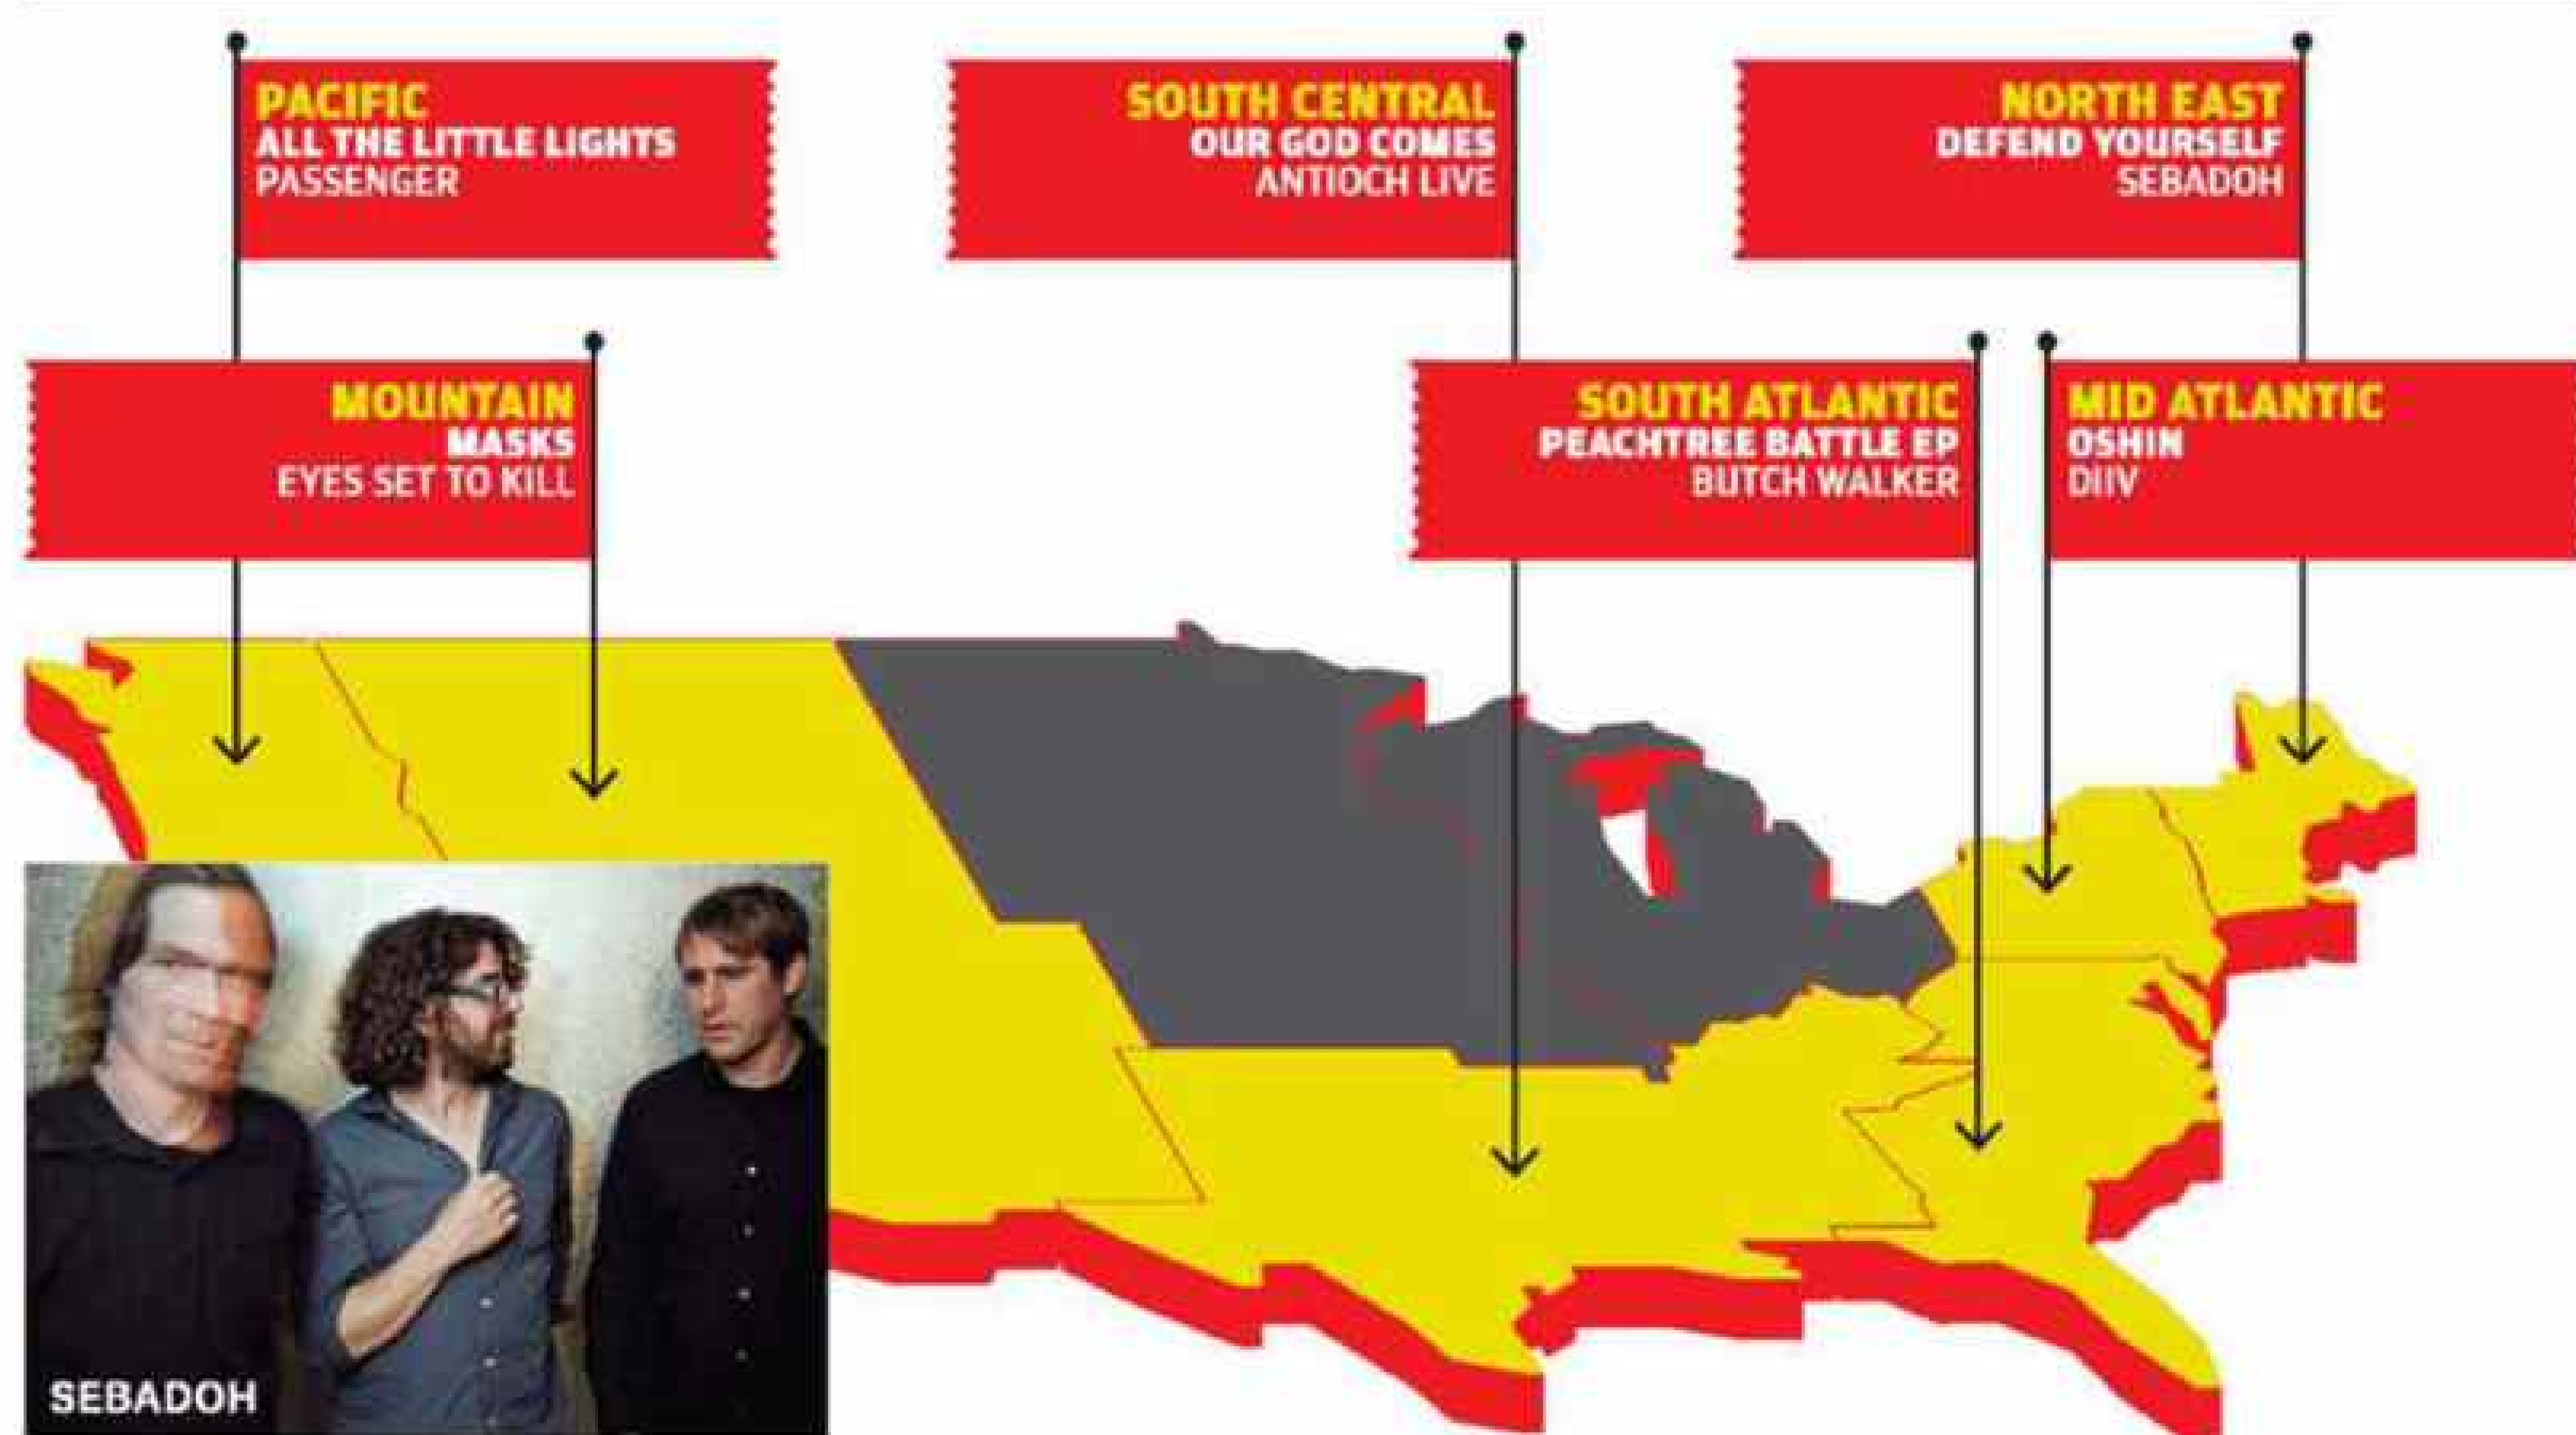 PACIFIC
ALL THE LITTLE LIGHTS
PASSENGER
SOUTH CENTRAL
OUR GOD COMES
ANTIOCH LIVE
NORTH EAST
DEFEND YOURSELF
SEBADOH
MOUNTAIN
MASKS
EYES SET TO KILL
SOUTH ATLANTIC
PEACHTREE BATTLE EP
BUTCH WALKER
MID ATLANTIC
OSHIN
DIIV
SEBADOH